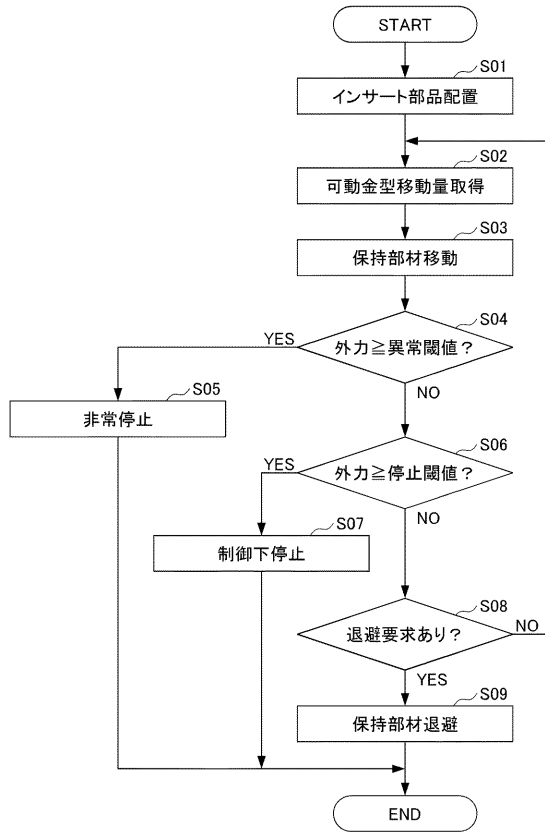 START
S01
インサート部品配置
S02
可動金型移動量取得
S03
保持部材移動
S04
外力≧異常閾値?
YES
NO
S05
非常停止
S06
外力≧停止閾値?
YES
NO
S07
制御下停止
S08
退避要求あり?
NO
YES
S09
保持部材退避
END